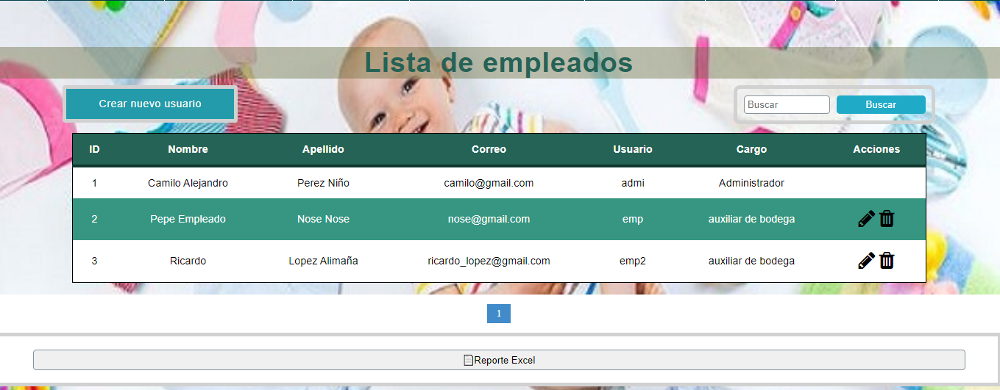 Lista de empleados
Crear nuevo usuario
Buscar Buscar
ID Nombre Apellido Correo Usuario Cargo Acciones
1 Camilo Alejandro Perez Niño camilo@gmail.com admi Administrador
2 Pepe Empleado Nose Nose nose@gmail.com emp auxiliar de bodega
3 Ricardo Lopez Alimaña ricardo_lopez@gmail.com emp2 auxiliar de bodega
1
Reporte Excel